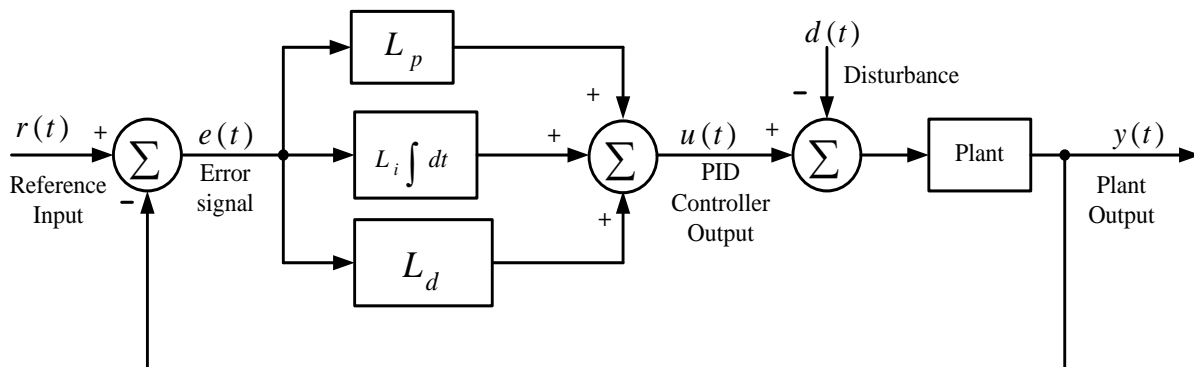 r(t)
+
Σ
−
Reference
Input
e(t)
Error
signal
L_p
L_i ∫ dt
L_d
+
+
+
Σ
u(t)
PID
Controller
Output
d(t)
Disturbance
−
+
Σ
Plant
y(t)
Plant
Output